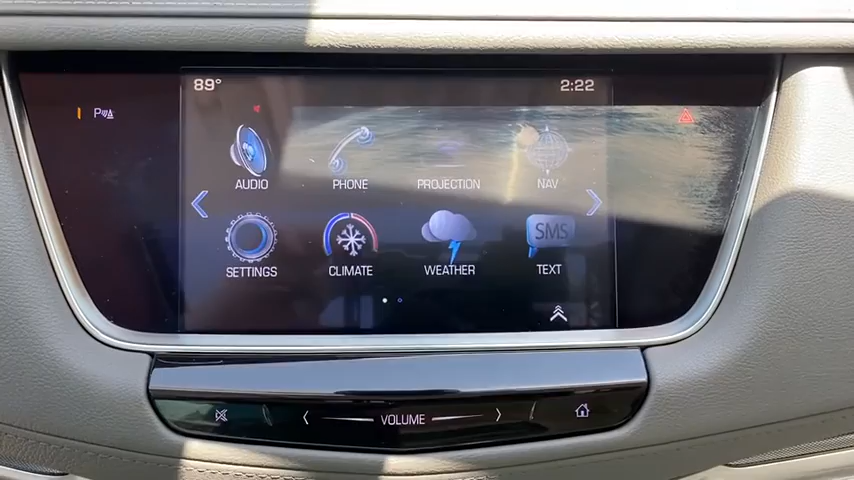 89° 2:22
P
AUDIO PHONE PROJECTION NAV
SMS
SETTINGS CLIMATE WEATHER TEXT
VOLUME